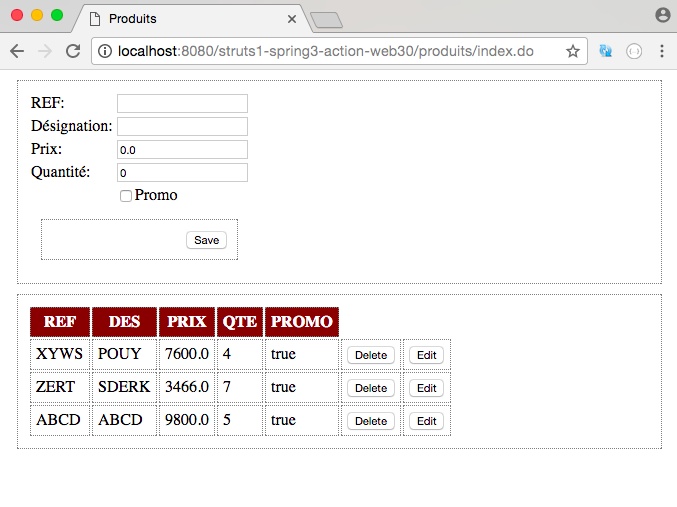 Produits
localhost:8080/struts1-spring3-action-web30/produits/index.do
REF:
Désignation:
Prix: 0.0
Quantité: 0
Promo
Save
REF DES PRIX QTE PROMO
XYWS POUY 7600.0 4 true Delete Edit
ZERT SDERK 3466.0 7 true Delete Edit
ABCD ABCD 9800.0 5 true Delete Edit